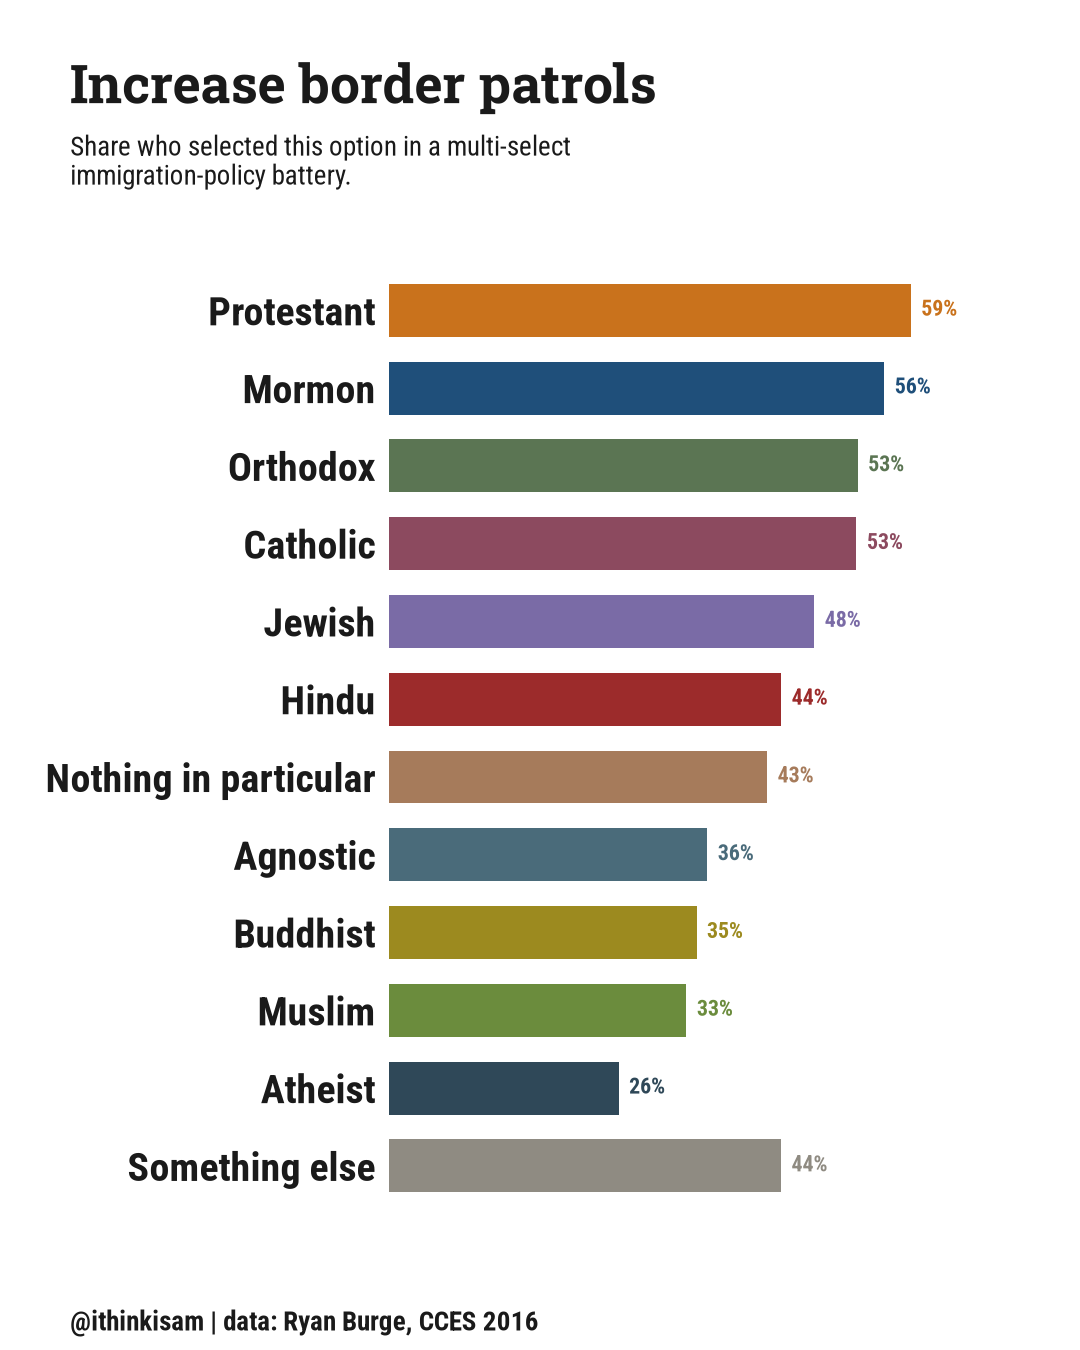 Increase border patrols
Share who selected this option in a multi-select
immigration-policy battery.
Protestant 59%
Mormon 56%
Orthodox 53%
Catholic 53%
Jewish 48%
Hindu 44%
Nothing in particular 43%
Agnostic 36%
Buddhist 35%
Muslim 33%
Atheist 26%
Something else 44%
@ithinkisam | data: Ryan Burge, CCES 2016